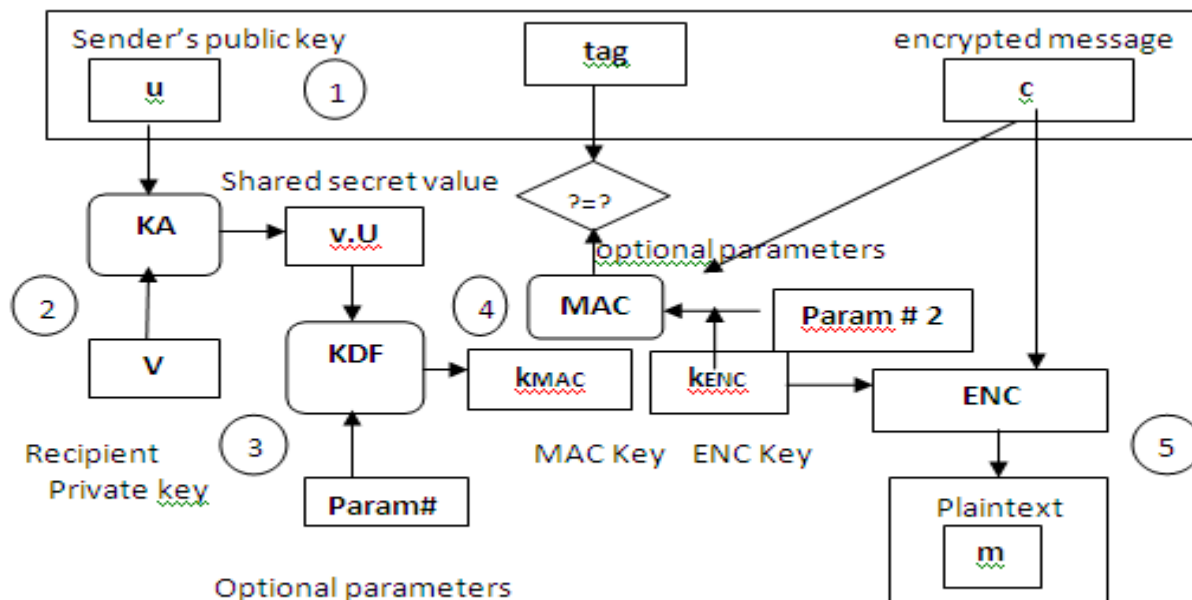 Sender's public key
tag
encrypted message
u
1
c
Shared secret value
?=?
KA
v.U
optional parameters
2
4
MAC
Param # 2
V
KDF
kMAC
kENC
ENC
3
5
Recipient
Private key
MAC Key
ENC Key
Param#
Plaintext
m
Optional parameters